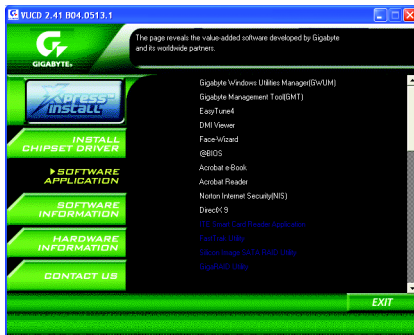 VUCD 2.41 B04.0513.1
The page reveals the value-added software developed by Gigabyte
and its worldwide partners.
GIGABYTE
Xpress
Install
INSTALL
CHIPSET DRIVER
SOFTWARE
APPLICATION
SOFTWARE
INFORMATION
HARDWARE
INFORMATION
CONTACT US
Gigabyte Windows Utilities Manager(GWUM)
Gigabyte Management Tool(GMT)
EasyTune4
DMI Viewer
Face-Wizard
@BIOS
Acrobat e-Book
Acrobat Reader
Norton Internet Security(NIS)
DirectX 9
SATA RAID
EXIT